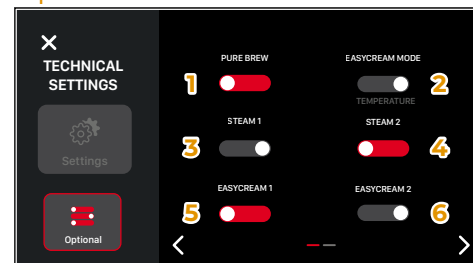 TECHNICAL
SETTINGS
Settings
Optional
PURE BREW
EASYCREAM MODE
1
2
TEMPERATURE
STEAM 1
STEAM 2
3
4
EASYCREAM 1
EASYCREAM 2
5
6